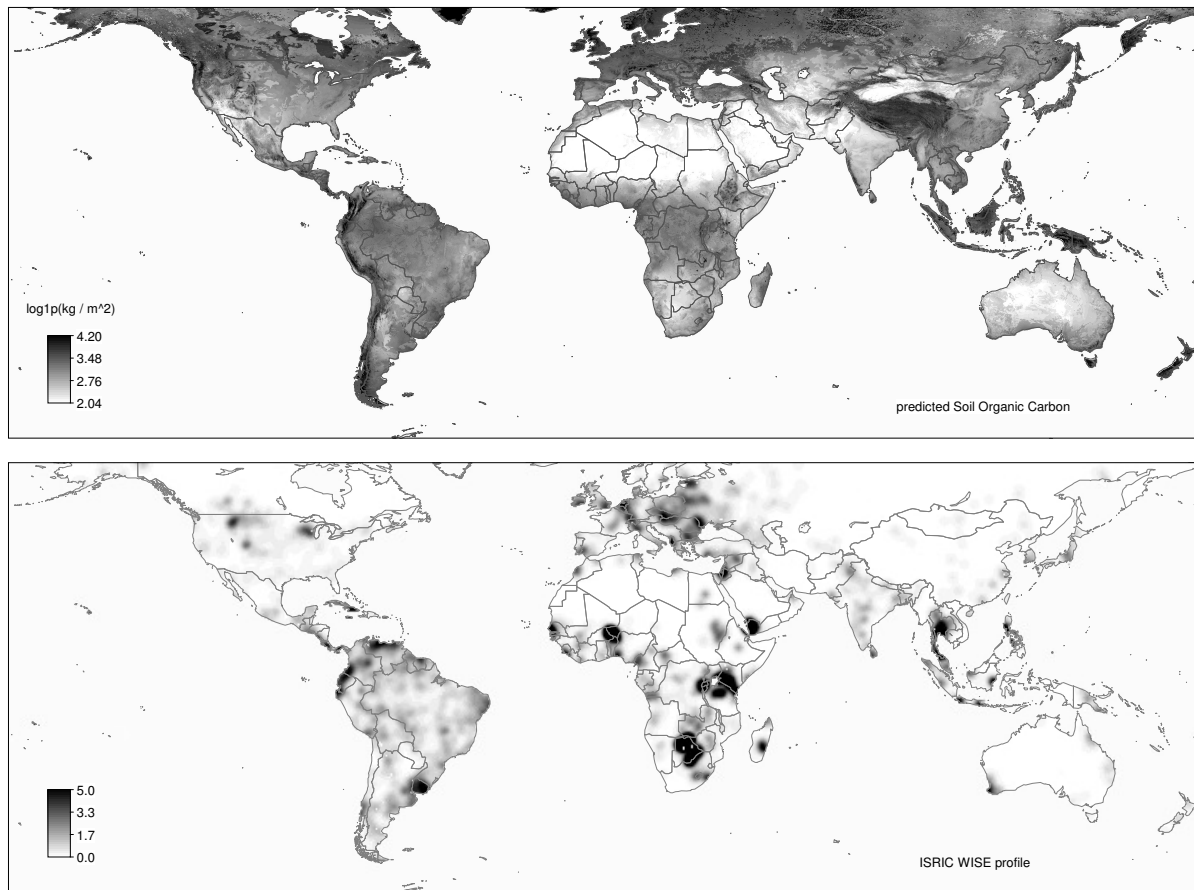 log1p(kg / m^2)
4.20
3.48
2.76
2.04
predicted Soil Organic Carbon
5.0
3.3
1.7
0.0
ISRIC WISE profile